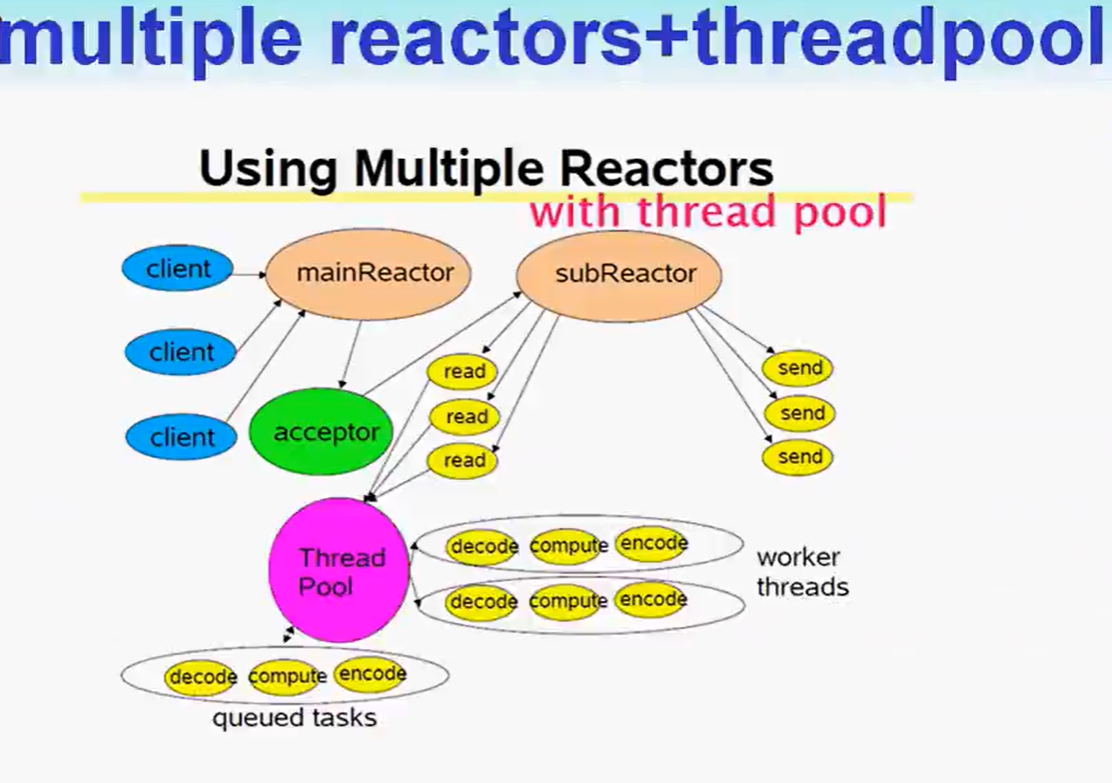 multiple reactors+threadpool
Using Multiple Reactors
with thread pool
client
mainReactor
subReactor
client
read
send
client
acceptor
read
send
read
send
Thread
Pool
decode compute encode
decode compute encode
worker
threads
decode compute encode
queued tasks